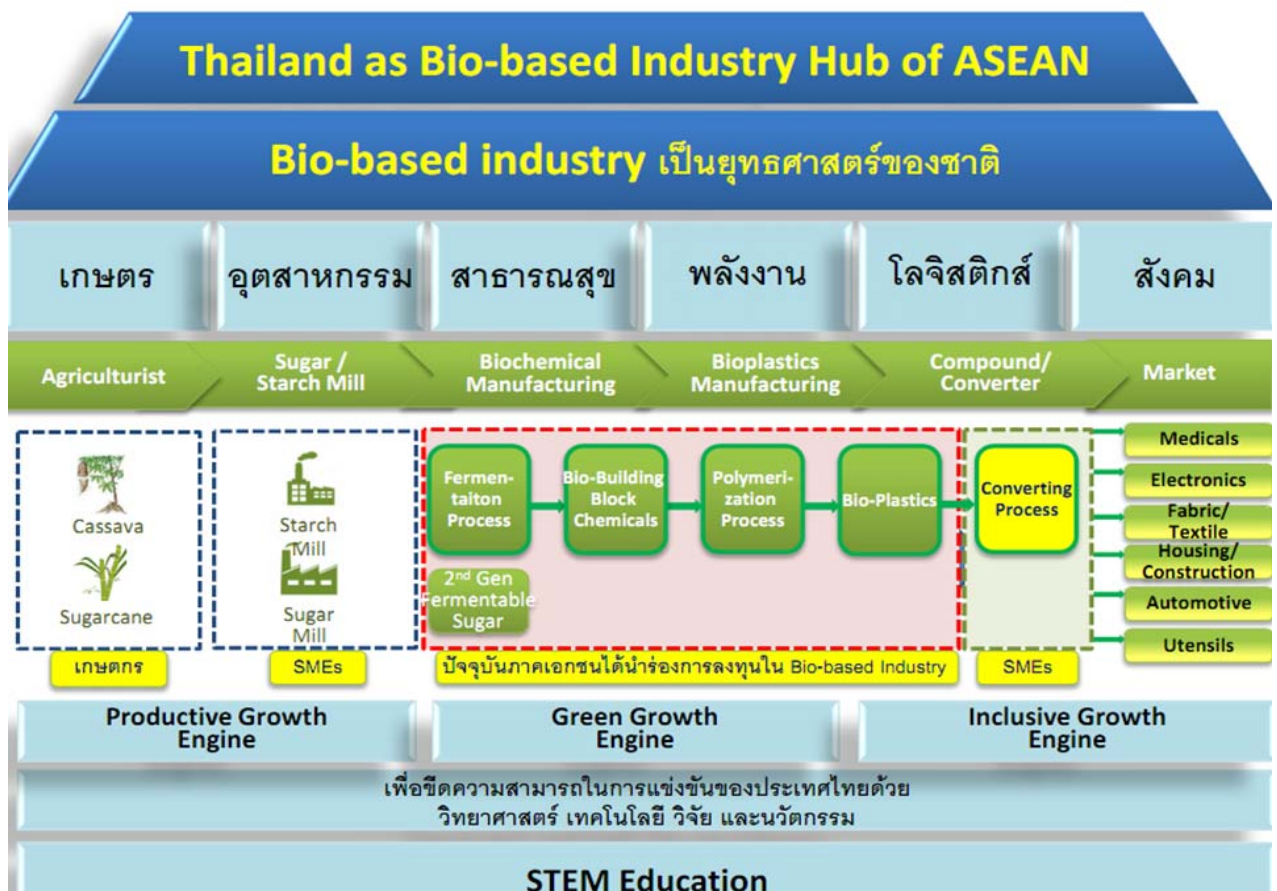 Thailand as Bio-based Industry Hub of ASEAN
Bio-based industry เป็นยุทธศาสตร์ของชาติ
เกษตร
อุตสาหกรรม
สาธารณสุข
พลังงาน
โลจิสติกส์
สังคม
Agriculturist
Sugar /
Starch Mill
Biochemical
Manufacturing
Bioplastics
Manufacturing
Compound/
Converter
Market
Cassava
Sugarcane
Starch
Mill
Sugar
Mill
Fermen-
taiton
Process
Bio-Building
Block
Chemicals
Polymeri-
zation
Process
Bio-Plastics
2nd Gen
Fermentable
Sugar
Converting
Process
Medicals
Electronics
Fabric/
Textile
Housing/
Construction
Automotive
Utensils
เกษตกร
SMEs
ปัจจุบันภาคเอกชนได้นำร่องการลงทุนใน Bio-based Industry
SMEs
Productive Growth
Engine
Green Growth
Engine
Inclusive Growth
Engine
เพื่อขีดความสามารถในการแข่งขันของประเทศไทยด้วย
วิทยาศาสตร์ เทคโนโลยี วิจัย และนวัตกรรม
STEM Education